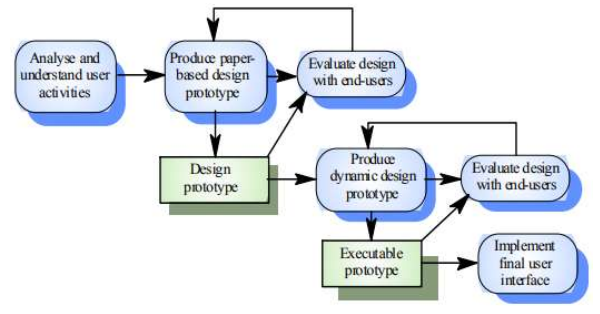 Analyse and
understand user
activities
Produce paper-
based design
prototype
Evaluate design
with end-users
Design
prototype
Produce
dynamic design
prototype
Evaluate design
with end-users
Executable
prototype
Implement
final user
interface